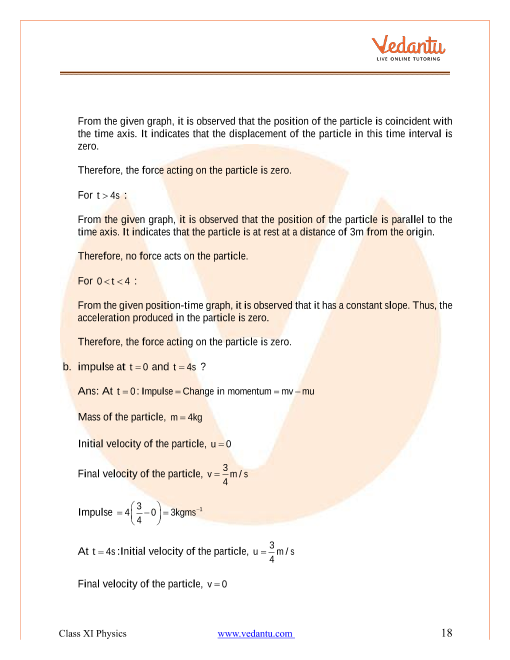 Vedantu
LIVE ONLINE TUTORING
From the given graph, it is observed that the position of the particle is coincident with
the time axis. It indicates that the displacement of the particle in this time interval is
zero.
Therefore, the force acting on the particle is zero.
For t > 4s :
From the given graph, it is observed that the position of the particle is parallel to the
time axis. It indicates that the particle is at rest at a distance of 3m from the origin.
Therefore, no force acts on the particle.
For 0 < t < 4 :
From the given position-time graph, it is observed that it has a constant slope. Thus, the
acceleration produced in the particle is zero.
Therefore, the force acting on the particle is zero.
b. impulse at t = 0 and t = 4s ?
Ans: At t = 0 : Impulse = Change in momentum = mv − mu
Mass of the particle, m = 4kg
Initial velocity of the particle, u = 0
Final velocity of the particle, v = 3/4 m / s
Impulse = 4(3/4 − 0) = 3kgms⁻¹
At t = 4s :Initial velocity of the particle, u = 3/4 m / s
Final velocity of the particle, v = 0
Class XI Physics www.vedantu.com 18